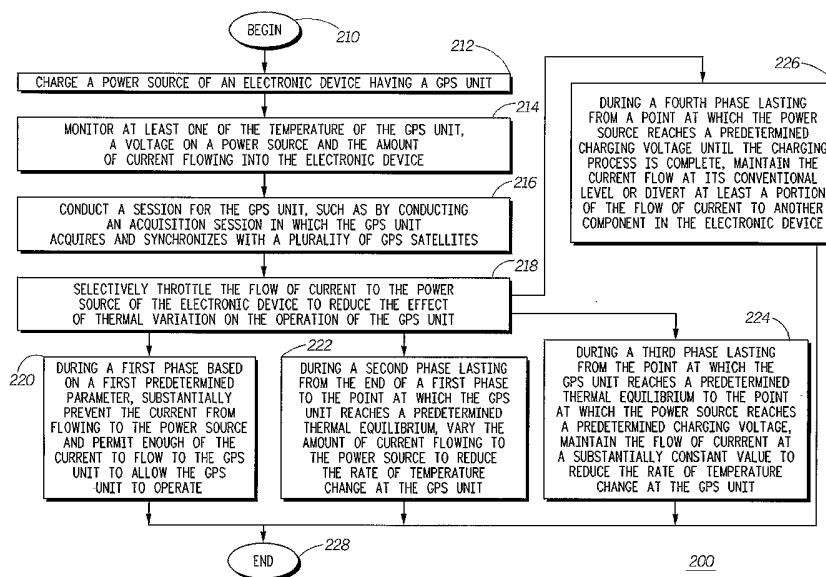 BEGIN
210
212
CHARGE A POWER SOURCE OF AN ELECTRONIC DEVICE HAVING A GPS UNIT
214
MONITOR AT LEAST ONE OF THE TEMPERATURE OF THE GPS UNIT,
A VOLTAGE ON A POWER SOURCE AND THE AMOUNT
OF CURRENT FLOWING INTO THE ELECTRONIC DEVICE
216
CONDUCT A SESSION FOR THE GPS UNIT, SUCH AS BY CONDUCTING
AN ACQUISITION SESSION IN WHICH THE GPS UNIT
ACQUIRES AND SYNCHRONIZES WITH A PLURALITY OF GPS SATELLITES
218
SELECTIVELY THROTTLE THE FLOW OF CURRENT TO THE POWER
SOURCE OF THE ELECTRONIC DEVICE TO REDUCE THE EFFECT
OF THERMAL VARIATION ON THE OPERATION OF THE GPS UNIT
226
DURING A FOURTH PHASE LASTING
FROM A POINT AT WHICH THE POWER
SOURCE REACHES A PREDETERMINED
CHARGING VOLTAGE UNTIL THE CHARGING
PROCESS IS COMPLETE, MAINTAIN THE
CURRENT FLOW AT ITS CONVENTIONAL
LEVEL OR DIVERT AT LEAST A PORTION
OF THE FLOW OF CURRENT TO ANOTHER
COMPONENT IN THE ELECTRONIC DEVICE
220
DURING A FIRST PHASE BASED
ON A FIRST PREDETERMINED
PARAMETER, SUBSTANTIALLY
PREVENT THE CURRENT FROM
FLOWING TO THE POWER SOURCE
AND PERMIT ENOUGH OF THE
CURRENT TO FLOW TO THE GPS
UNIT TO ALLOW THE GPS
UNIT TO OPERATE
222
DURING A SECOND PHASE LASTING
FROM THE END OF A FIRST PHASE
TO THE POINT AT WHICH THE GPS
UNIT REACHES A PREDETERMINED
THERMAL EQUILIBRIUM, VARY THE
AMOUNT OF CURRENT FLOWING TO
THE POWER SOURCE TO REDUCE
THE RATE OF TEMPERATURE
CHANGE AT THE GPS UNIT
224
DURING A THIRD PHASE LASTING
FROM THE POINT AT WHICH THE
GPS UNIT REACHES A PREDETERMINED
THERMAL EQUILIBRIUM TO THE POINT
AT WHICH THE POWER SOURCE REACHES
A PREDETERMINED CHARGING VOLTAGE,
MAINTAIN THE FLOW OF CURRRENT AT
A SUBSTANTIALLY CONSTANT VALUE TO
REDUCE THE RATE OF TEMPERATURE
CHANGE AT THE GPS UNIT
END
228
200